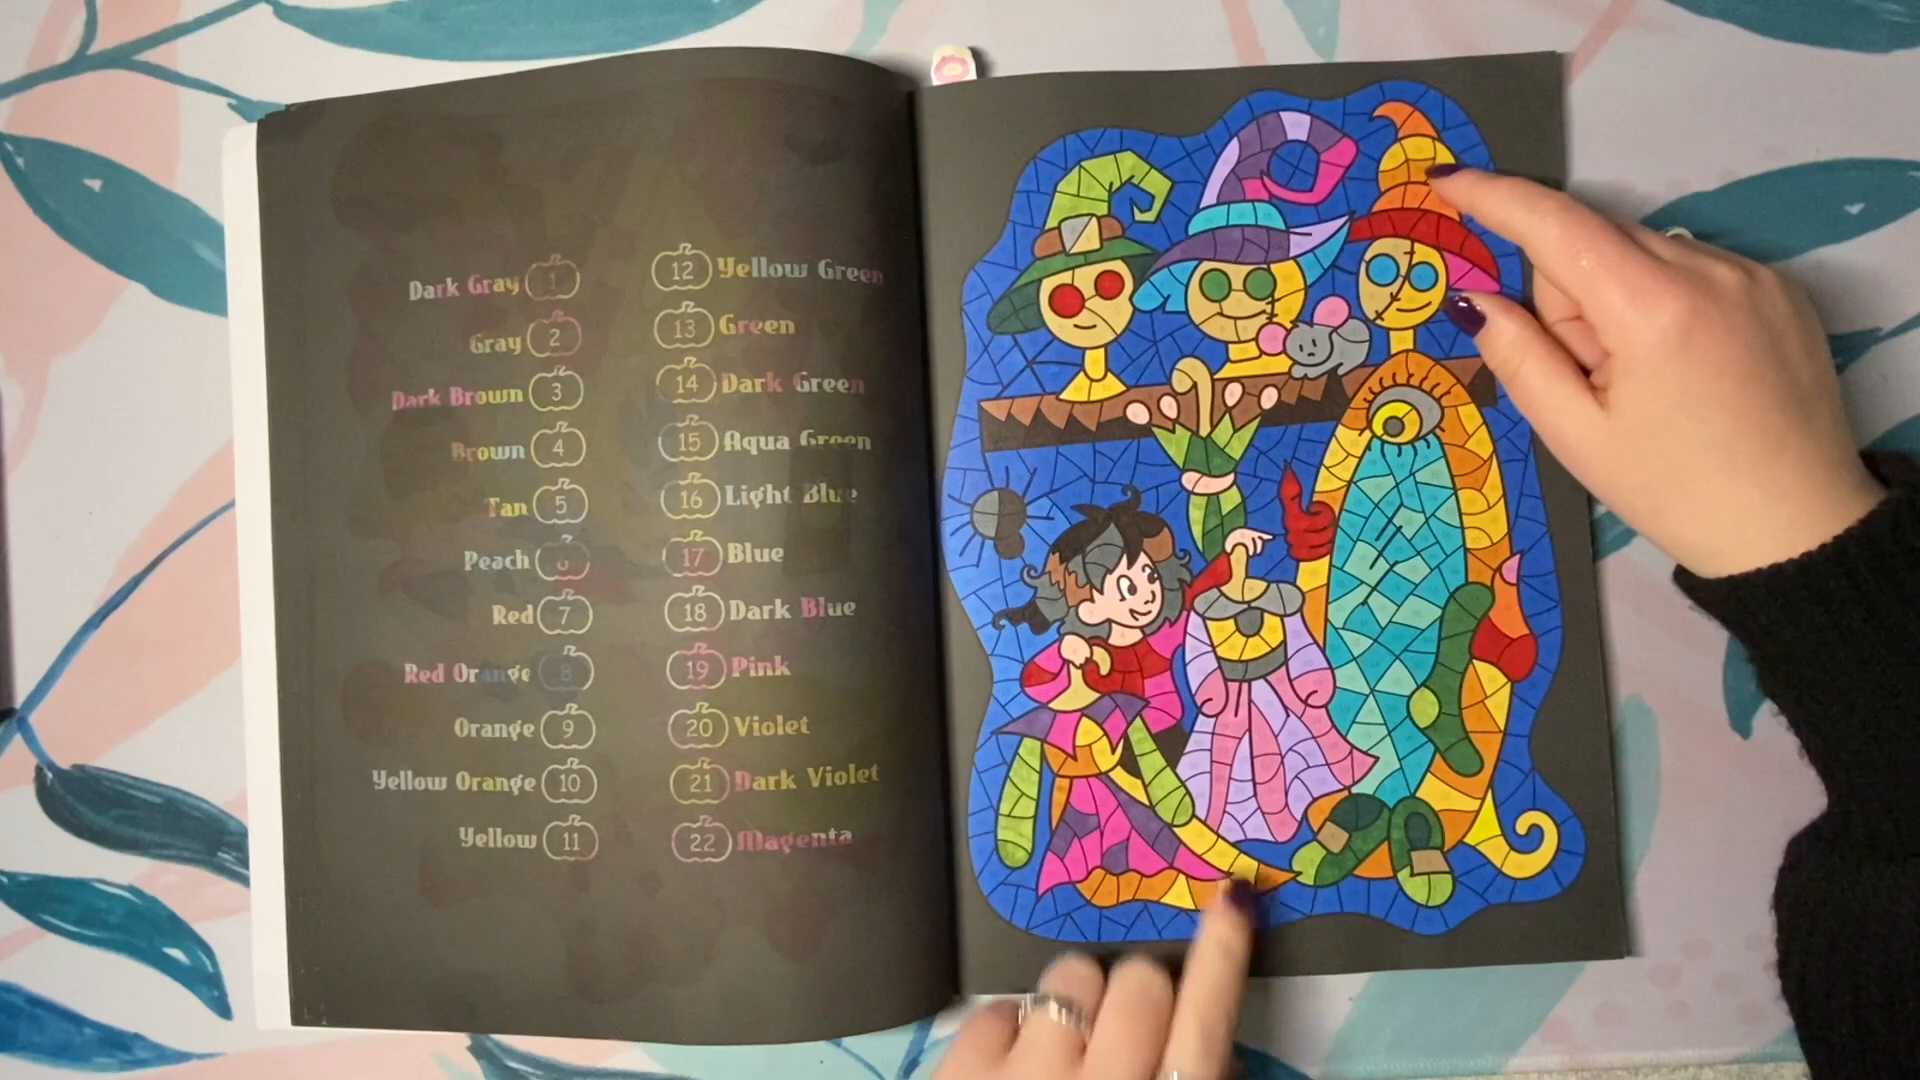 Dark Gray 1
Gray 2
Dark Brown 3
Brown 4
Tan 5
Peach 6
Red 7
Red Orange 8
Orange 9
Yellow Orange 10
Yellow 11
12 Yellow Green
13 Green
14 Dark Green
15 Aqua Green
16 Light Blue
17 Blue
18 Dark Blue
19 Pink
20 Violet
21 Dark Violet
22 Magenta